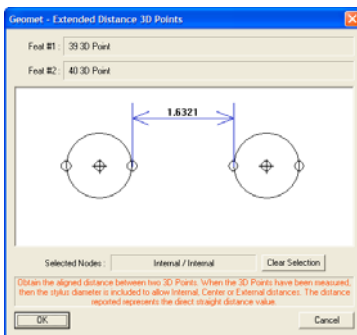 Geomet - Extended Distance 3D Points
Feat #1 : 39 3D Point
Feat #2 : 40 3D Point
1.6321
Selected Nodes : Internal / Internal Clear Selection
Obtain the aligned distance between two 3D Points. When the 3D Points have been measured,
then the stylus diameter is included to allow Internal, Center or External distances. The distance
reported represents the direct straight distance value.
OK Cancel